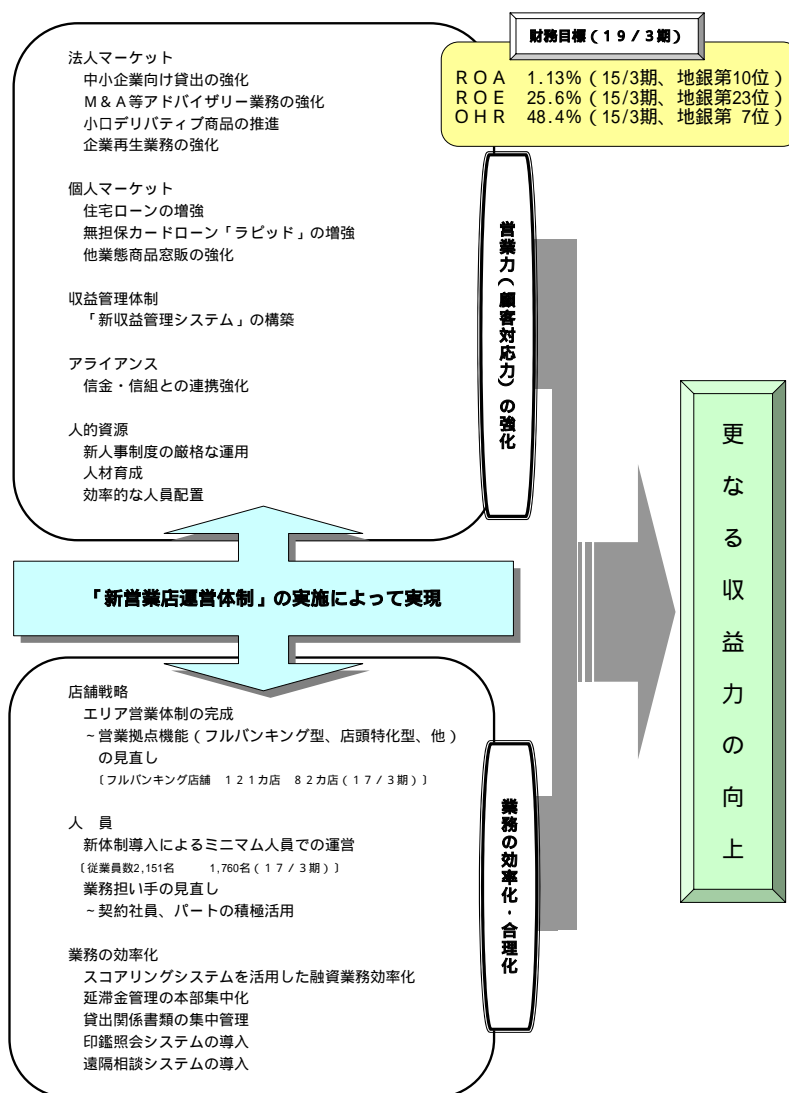 財務目標（１９／３期）
ＲＯＡ 1.13%（15/3期、地銀第10位）
ＲＯＥ 25.6%（15/3期、地銀第23位）
ＯＨＲ 48.4%（15/3期、地銀第 7位）
法人マーケット
中小企業向け貸出の強化
Ｍ＆Ａ等アドバイザリー業務の強化
小口デリバティブ商品の推進
企業再生業務の強化
個人マーケット
住宅ローンの増強
無担保カードローン「ラピッド」の増強
他業態商品窓販の強化
収益管理体制
「新収益管理システム」の構築
アライアンス
信金・信組との連携強化
人的資源
新人事制度の厳格な運用
人材育成
効率的な人員配置
営業力（顧客対応力）の強化
「新営業店運営体制」の実施によって実現
店舗戦略
エリア営業体制の完成
~営業拠点機能（フルバンキング型、店頭特化型、他）
の見直し
〔フルバンキング店舗 １２１カ店 ８２カ店（１７／３期）〕
人 員
新体制導入によるミニマム人員での運営
〔従業員数2,151名 1,760名（１７／３期）〕
業務担い手の見直し
~契約社員、パートの積極活用
業務の効率化
スコアリングシステムを活用した融資業務効率化
延滞金管理の本部集中化
貸出関係書類の集中管理
印鑑照会システムの導入
遠隔相談システムの導入
業務の効率化・合理化
更なる収益力の向上